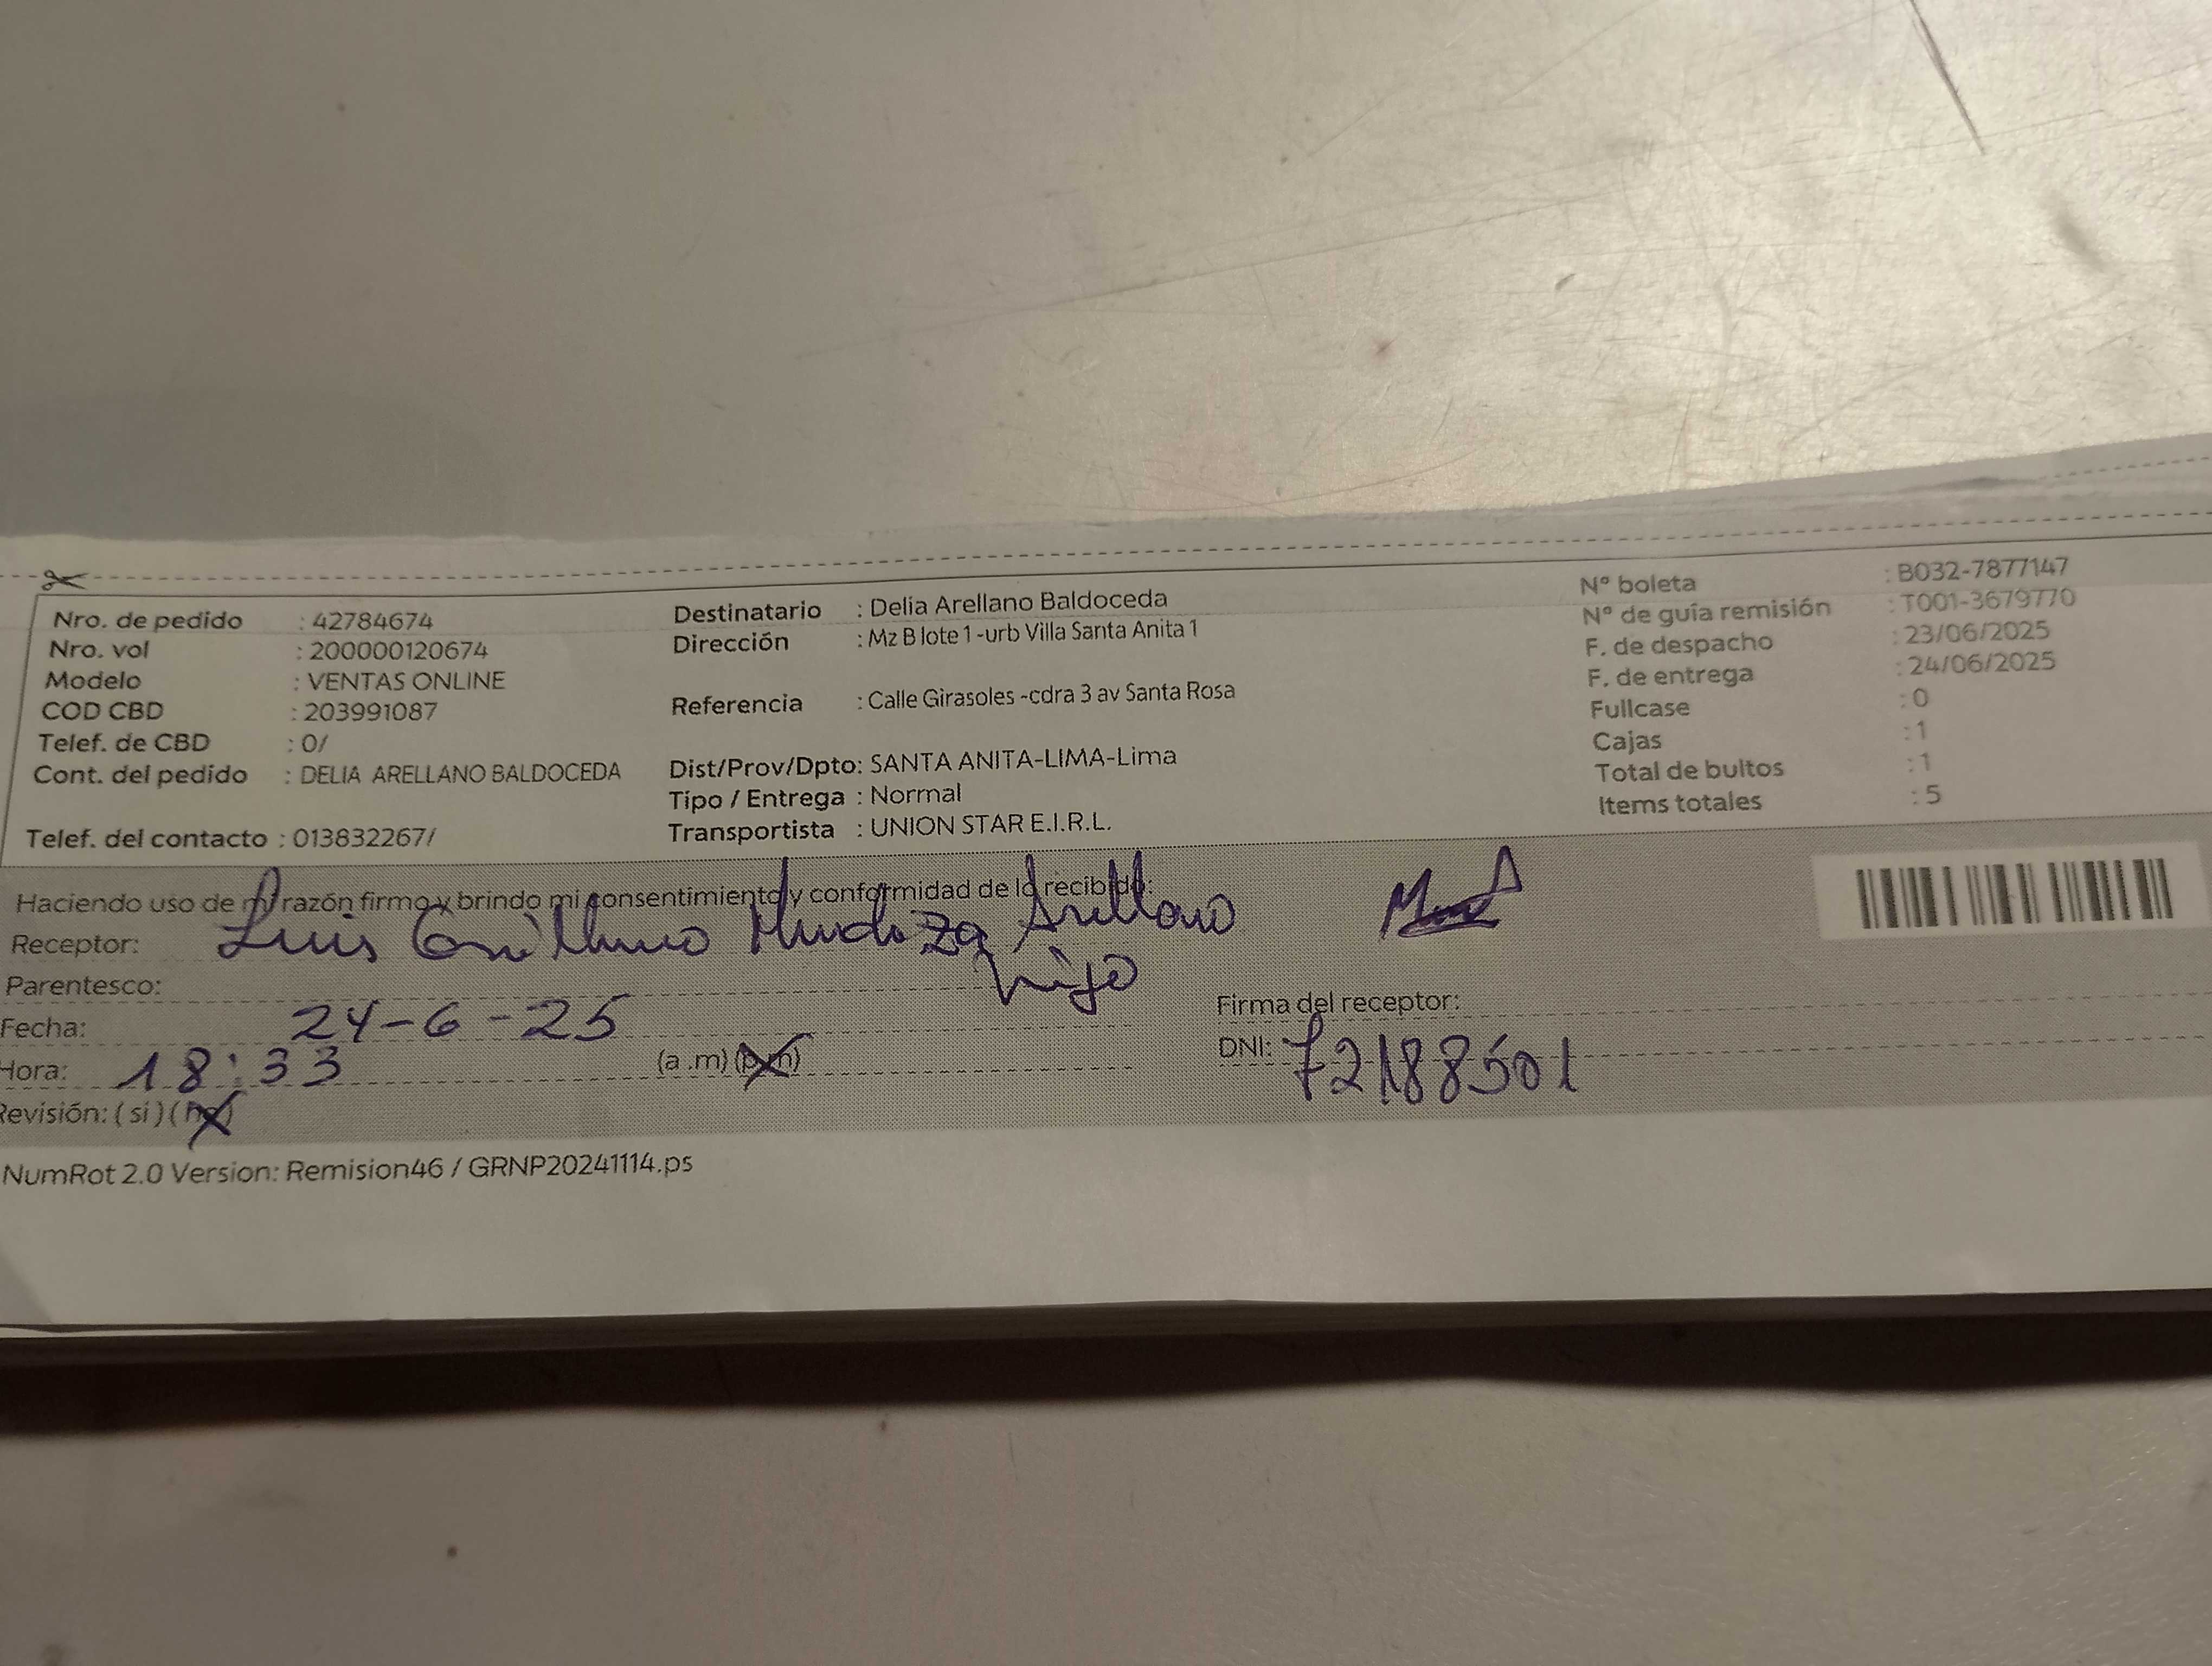 Nro. de pedido : 42784674
Nro. vol : 200000120674
Modelo : VENTAS ONLINE
COD CBD : 203991087
Telef. de CBD : 0/
Cont. del pedido : DELIA ARELLANO BALDOCEDA
Telef. del contacto : 013832267/
Destinatario : Delia Arellano Baldoceda
Dirección : Mz B lote 1 -urb Villa Santa Anita 1
Referencia : Calle Girasoles -cdra 3 av Santa Rosa
Dist/Prov/Dpto: SANTA ANITA-LIMA-Lima
Tipo / Entrega : Normal
Transportista : UNION STAR E.I.R.L.
N° boleta : B032-7877147
N° de guía remisión : T001-3679770
F. de despacho : 23/06/2025
F. de entrega : 24/06/2025
Fullcase : 0
Cajas : 1
Total de bultos : 1
Items totales : 5
Haciendo uso de mi razón firmo y brindo mi consentimiento y conformidad de lo recibido:
Receptor: Luis Guillermo Mendoza Arellano
Parentesco: hijo
Fecha: 24-6-25
Hora: 18:33 (a .m) (p.m)
Revisión: ( si ) ( no )
Firma del receptor:
DNI: 72188501
NumRot 2.0 Version: Remision46 / GRNP20241114.ps